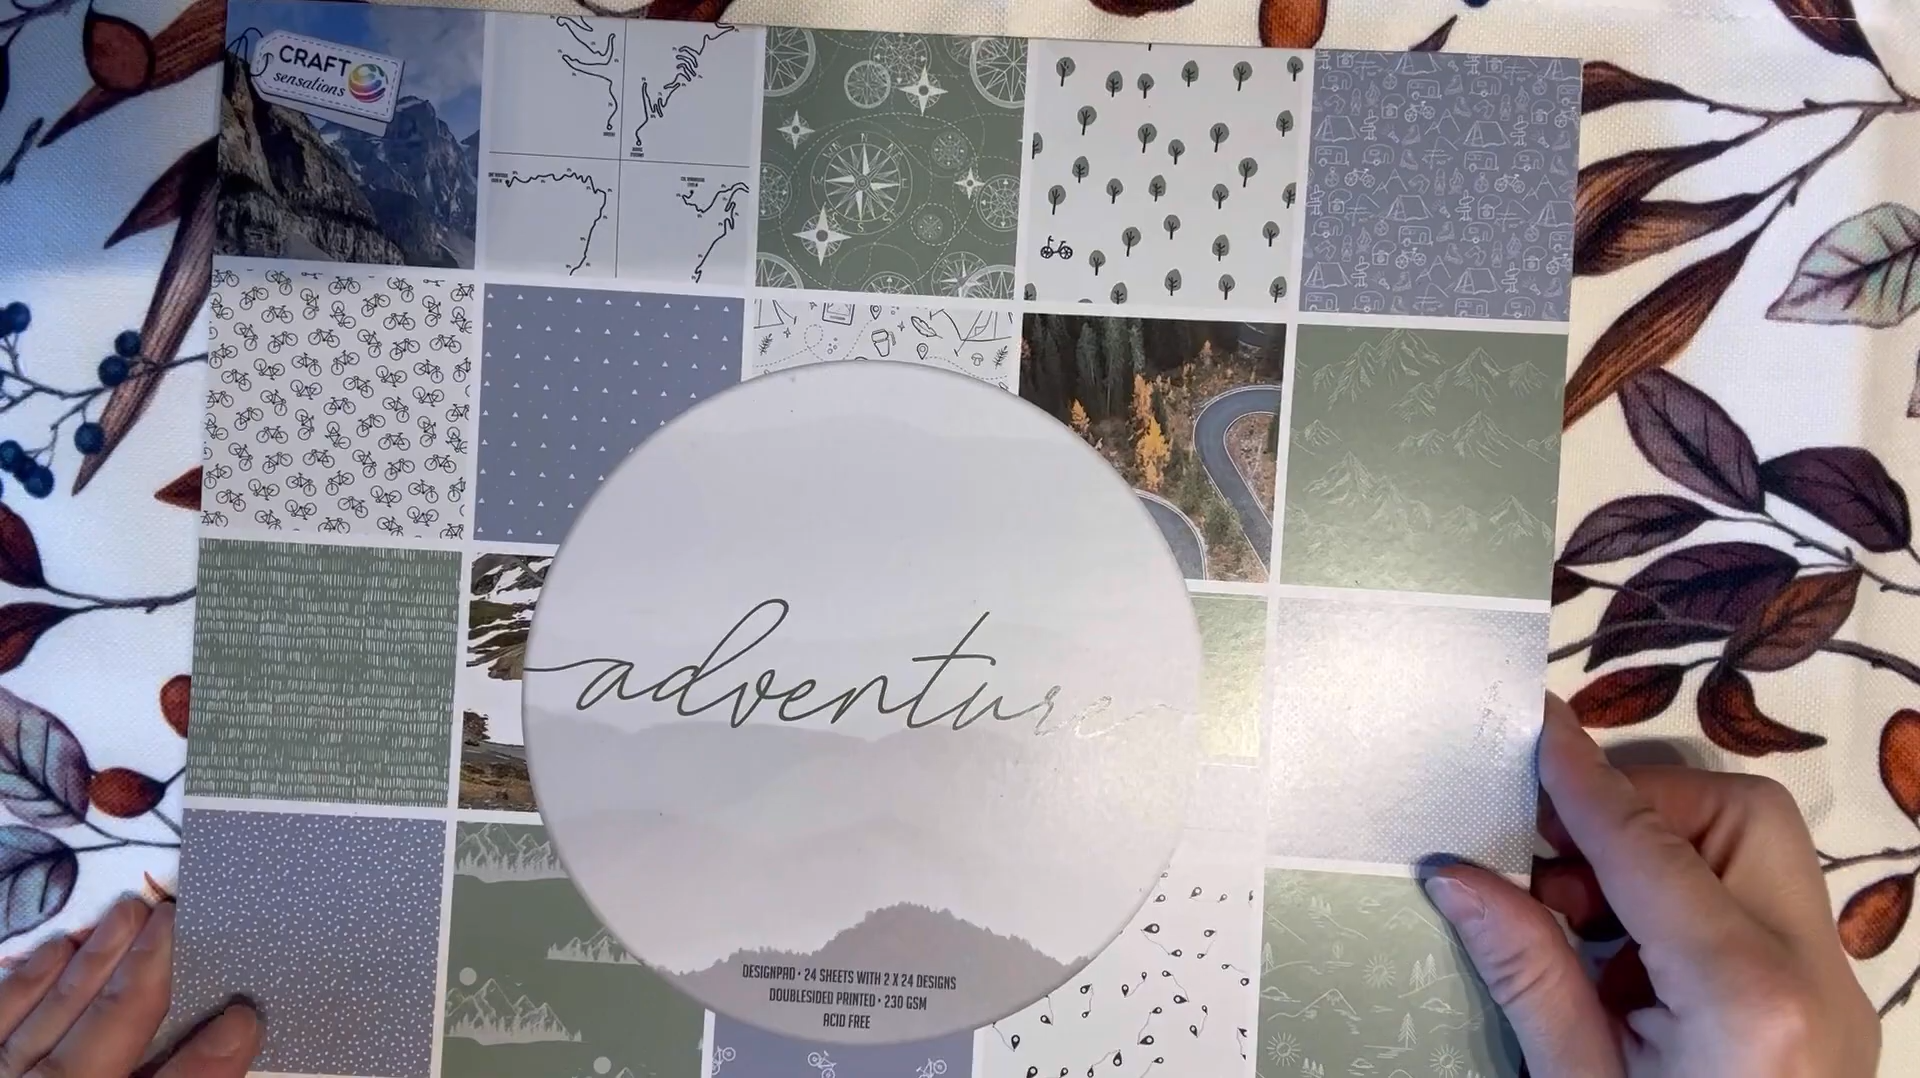 CRAFT
sensations
N
S
adventure
DESIGNPAD • 24 SHEETS WITH 2 X 24 DESIGNS
DOUBLESIDED PRINTED • 230 GSM
ACID FREE